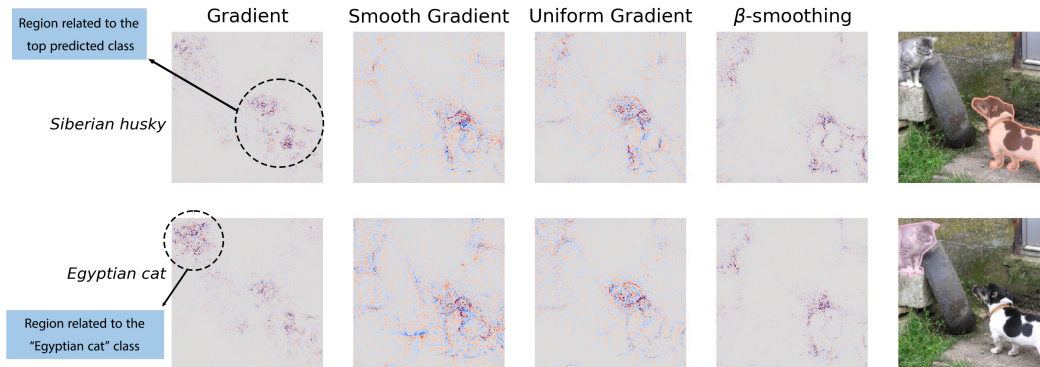 Gradient
Smooth Gradient
Uniform Gradient
β-smoothing
Region related to the
top predicted class
Siberian husky
Egyptian cat
Region related to the
“Egyptian cat” class